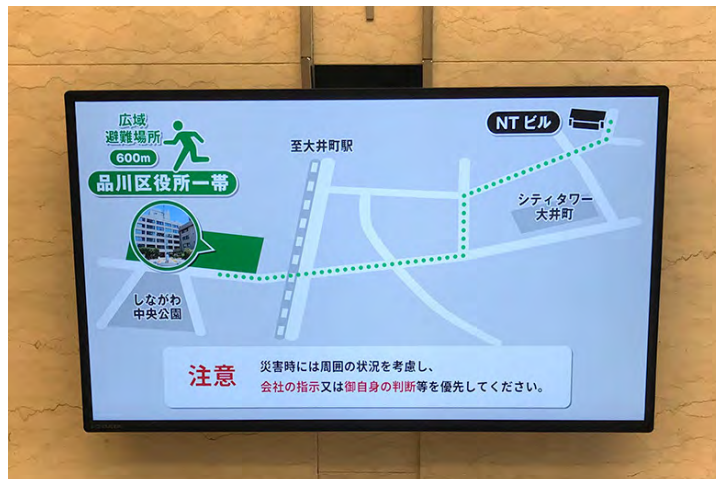 広域
避難場所
600m
品川区役所一帯
至大井町駅
NTビル
シティタワー
大井町
しながわ
中央公園
注意
災害時には周囲の状況を考慮し、
会社の指示又は御自身の判断等を優先してください。